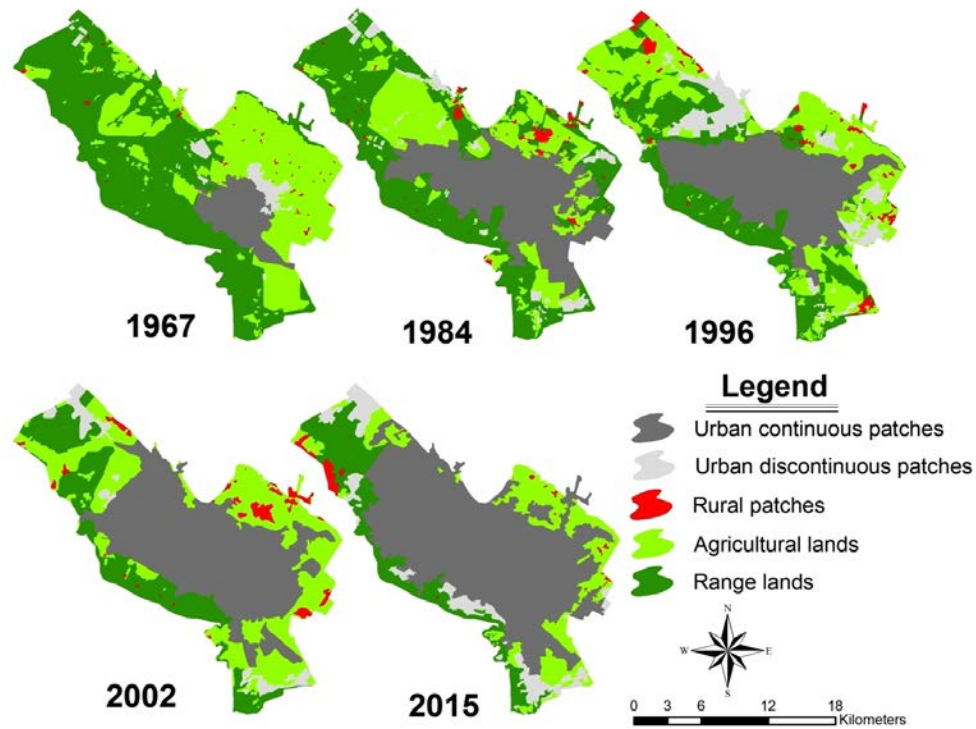 1967
1984
1996
Legend
Urban continuous patches
Urban discontinuous patches
Rural patches
Agricultural lands
Range lands
N
W
E
S
0 3 6 12 18
Kilometers
2002
2015